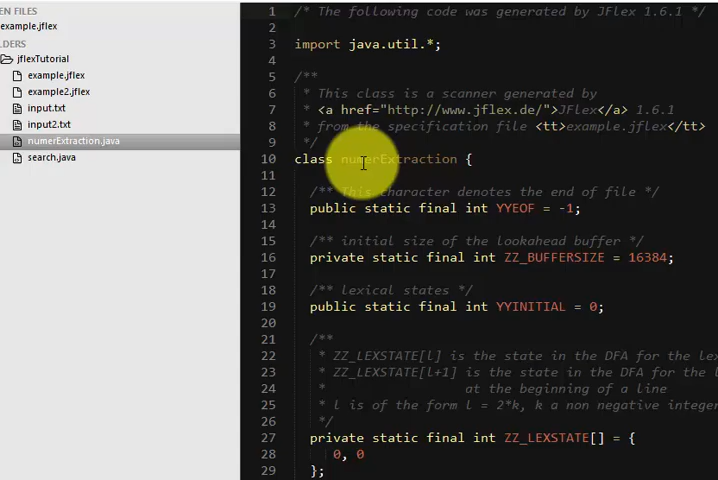 EN FILES
example.jflex
LDERS
jflexTutorial
example.jflex
example2.jflex
input.txt
input2.txt
numerExtraction.java
search.java
1 /* The following code was generated by JFlex 1.6.1 */
2
3 import java.util.*;
4
5 /**
6 * This class is a scanner generated by
7 * <a href="http://www.jflex.de/">JFlex</a> 1.6.1
8 * from the specification file <tt>example.jflex</tt>
9 */
10 class numerExtraction {
11
12 /** This character denotes the end of file */
13 public static final int YYEOF = -1;
14
15 /** initial size of the lookahead buffer */
16 private static final int ZZ_BUFFERSIZE = 16384;
17
18 /** lexical states */
19 public static final int YYINITIAL = 0;
20
21 /**
22 * ZZ_LEXSTATE[l] is the state in the DFA for the lex
23 * ZZ_LEXSTATE[l+1] is the state in the DFA for the l
24 * at the beginning of a line
25 * l is of the form l = 2*k, k a non negative integer
26 */
27 private static final int ZZ_LEXSTATE[] = {
28 0, 0
29 };